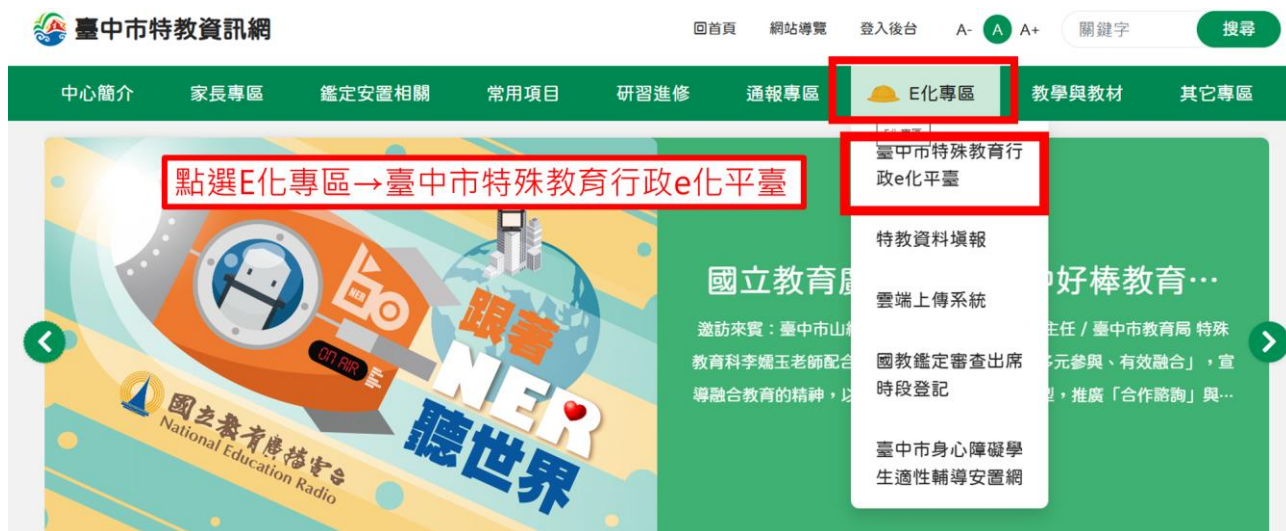 臺中市特教資訊網
回首頁 網站導覽 登入後台 A- A A+ 關鍵字 搜尋
中心簡介 家長專區 鑑定安置相關 常用項目 研習進修 通報專區 E化專區 教學與教材 其它專區
臺中市特殊教育行
政e化平臺
點選E化專區→臺中市特殊教育行政e化平臺
特教資料填報
雲端上傳系統
國教鑑定審查出席
時段登記
臺中市身心障礙學
生適性輔導安置網
NER
ON AIR
跟著
NER
聽世界
國立教育廣播電台
National Education
Radio
國立教育 好棒教育…
邀訪來賓：臺中市山 主任 / 臺中市教育局 特殊
教育科李嬬玉老師配合 元參與、有效融合」，宣
導融合教育的精神，以 ，推廣「合作諮詢」與…